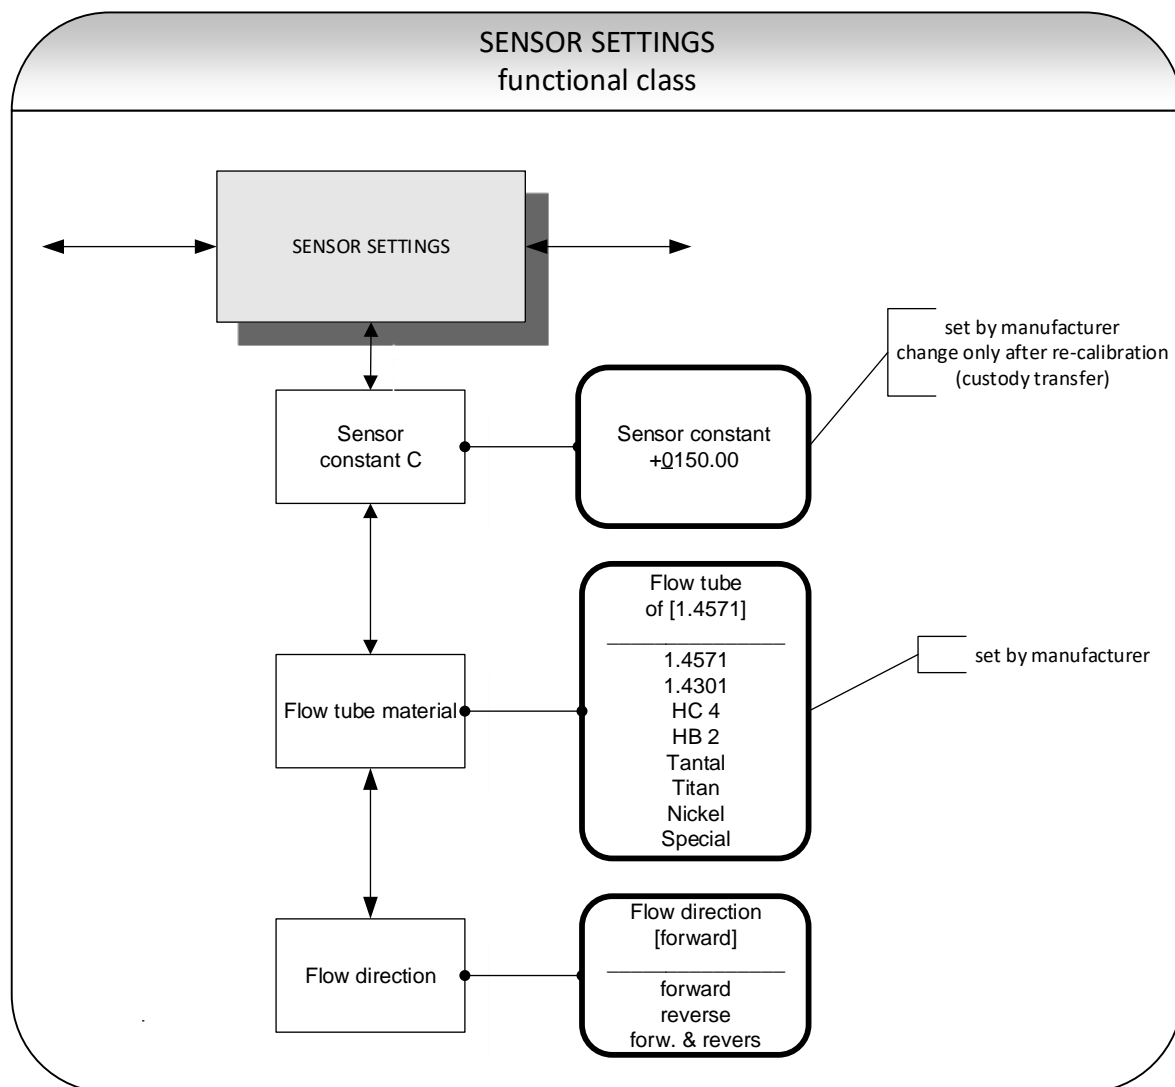 SENSOR SETTINGS
functional class
SENSOR SETTINGS
Sensor
constant C
Sensor constant
+0150.00
set by manufacturer
change only after re-calibration
(custody transfer)
Flow tube material
Flow tube
of [1.4571]
1.4571
1.4301
HC 4
HB 2
Tantal
Titan
Nickel
Special
set by manufacturer
Flow direction
Flow direction
[forward]
forward
reverse
forw. & revers